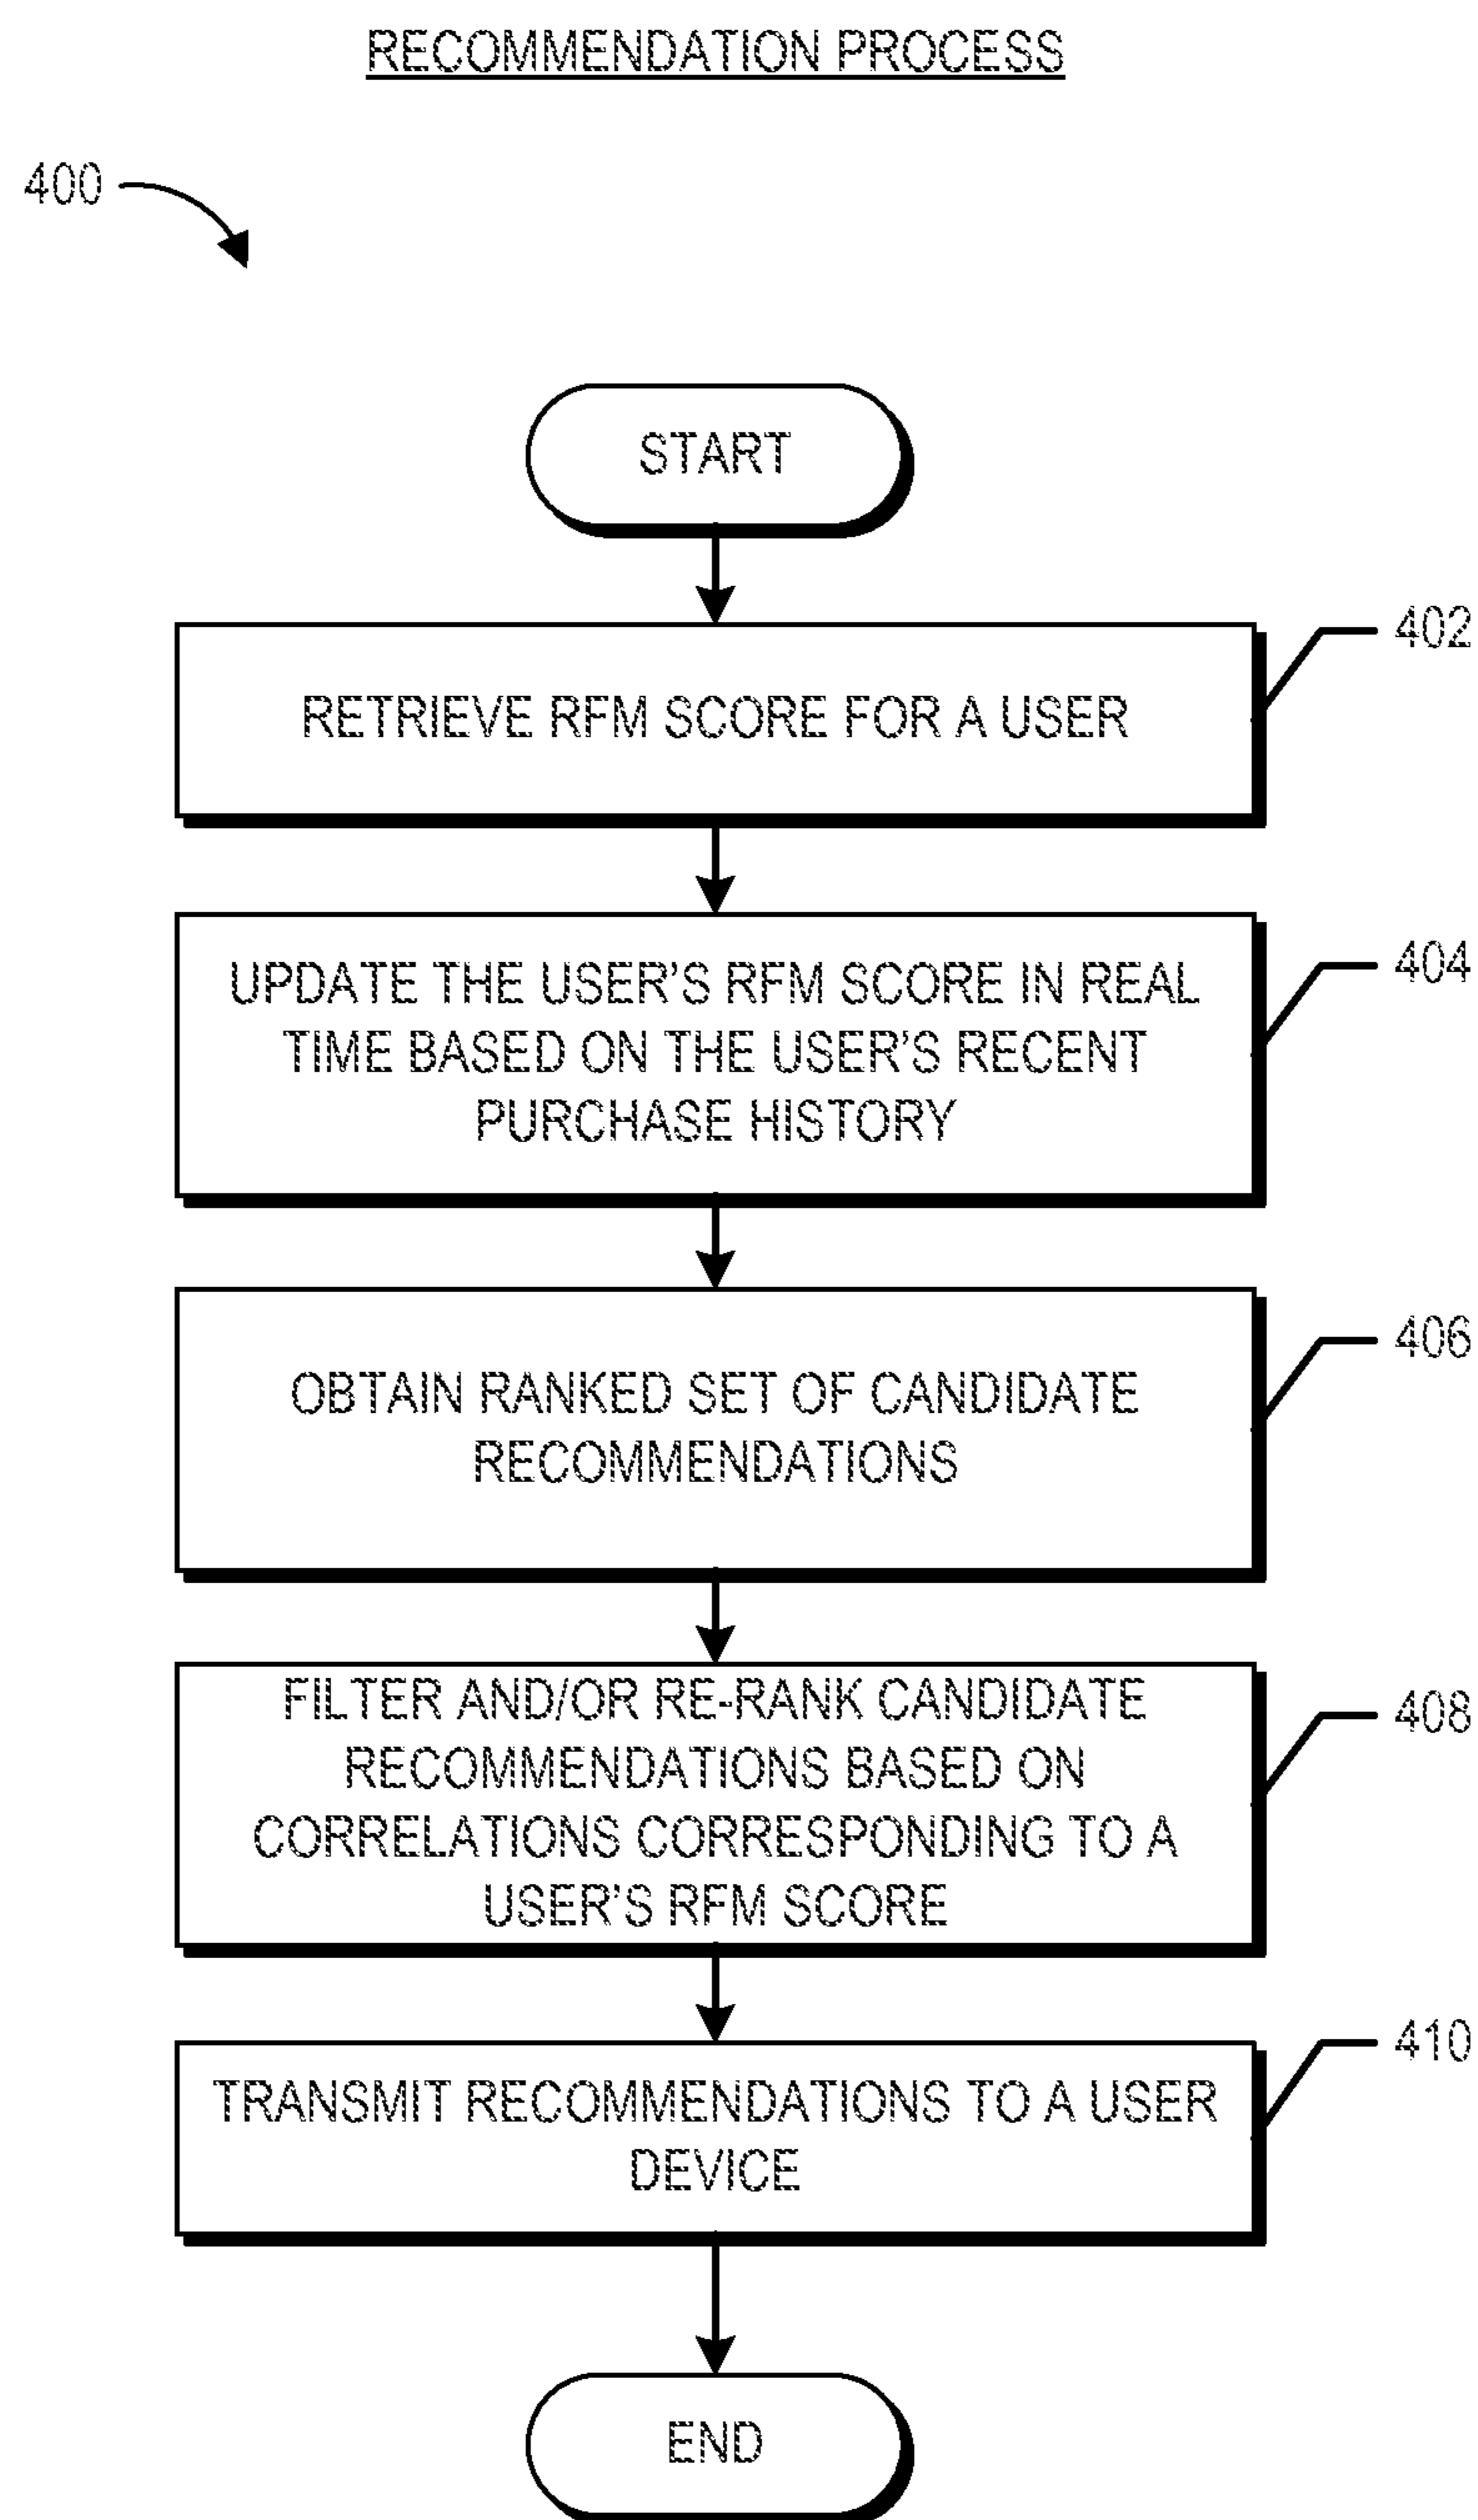 RECOMMENDATION PROCESS
400
START
RETRIEVE RFM SCORE FOR A USER
402
UPDATE THE USER'S RFM SCORE IN REAL
TIME BASED ON THE USER'S RECENT
PURCHASE HISTORY
404
OBTAIN RANKED SET OF CANDIDATE
RECOMMENDATIONS
406
FILTER AND/OR RE-RANK CANDIDATE
RECOMMENDATIONS BASED ON
CORRELATIONS CORRESPONDING TO A
USER'S RFM SCORE
408
TRANSMIT RECOMMENDATIONS TO A USER
DEVICE
410
END